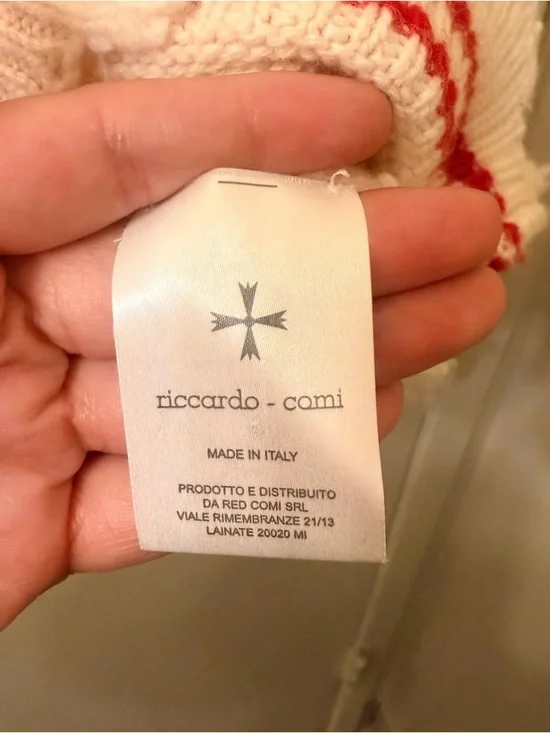 riccardo - comi
MADE IN ITALY
PRODOTTO E DISTRIBUITO
DA RED COMI SRL
VIALE RIMEMBRANZE 21/13
LAINATE 20020 MI